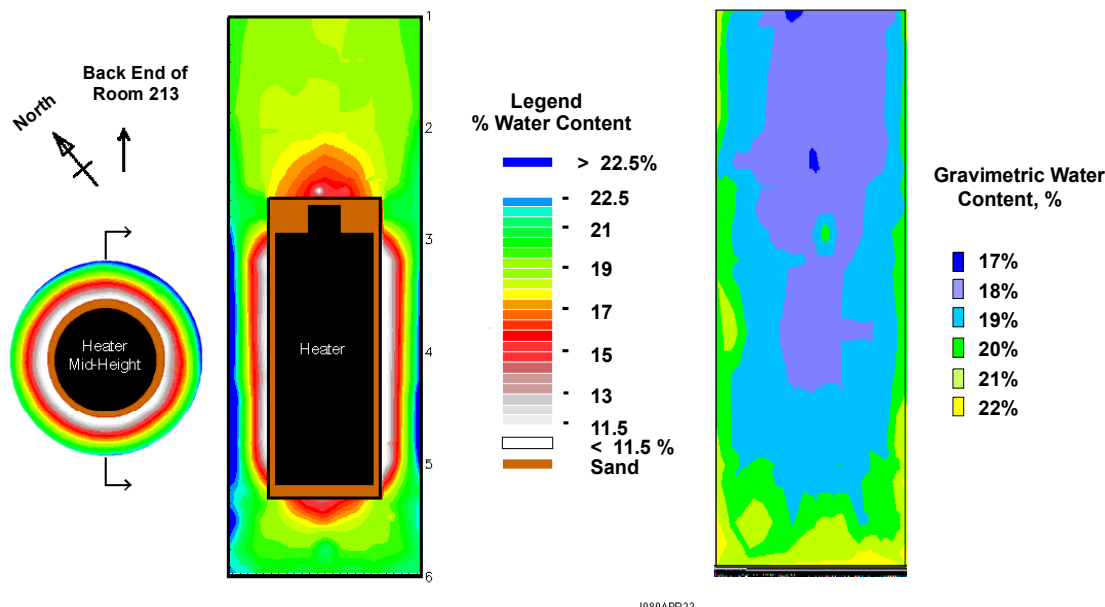 North
Back End of
Room 213
Heater
Mid-Height
1
2
3
4
5
6
Heater
Legend
% Water Content
> 22.5%
22.5
21
19
17
15
13
11.5
< 11.5 %
Sand
Gravimetric Water
Content, %
17%
18%
19%
20%
21%
22%